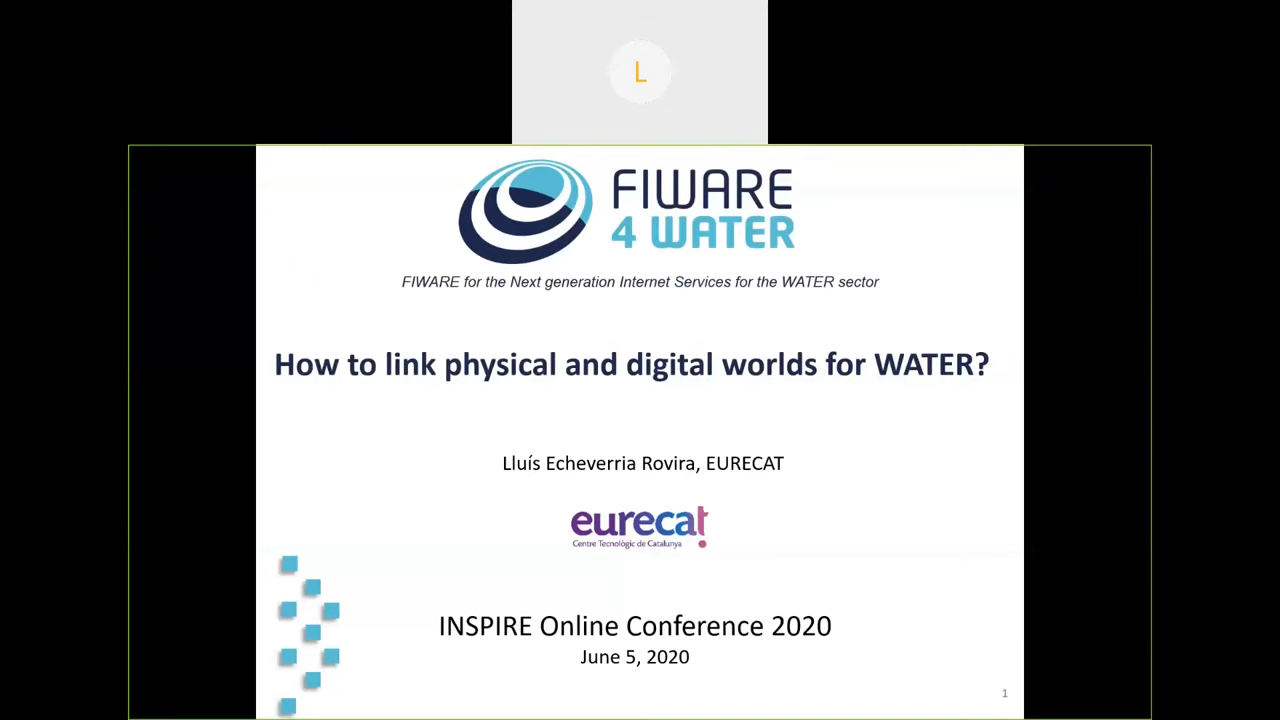 L
FIWARE
4 WATER
FIWARE for the Next generation Internet Services for the WATER sector
How to link physical and digital worlds for WATER?
Lluís Echeverria Rovira, EURECAT
eurecat
Centre Tecnològic de Catalunya
INSPIRE Online Conference 2020
June 5, 2020
1